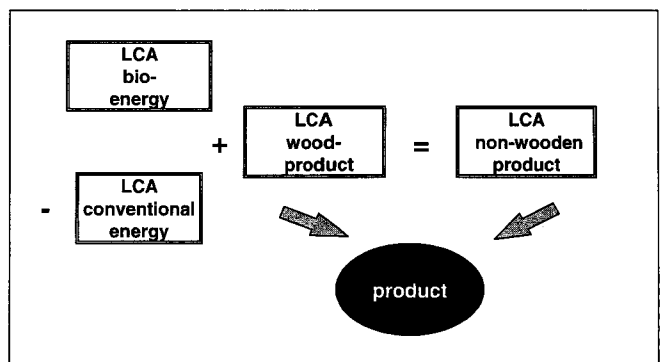 LCA
bio-
energy
+
LCA
wood-
product
=
LCA
non-wooden
product
-
LCA
conventional
energy
product